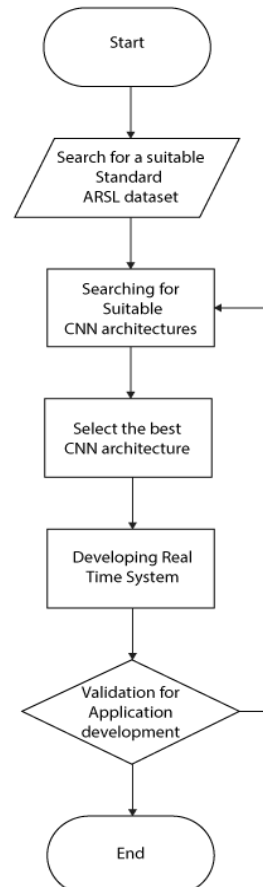 Start
Search for a suitable
Standard
ARSL dataset
Searching for
Suitable
CNN architectures
Select the best
CNN architecture
Developing Real
Time System
Validation for
Application
development
End